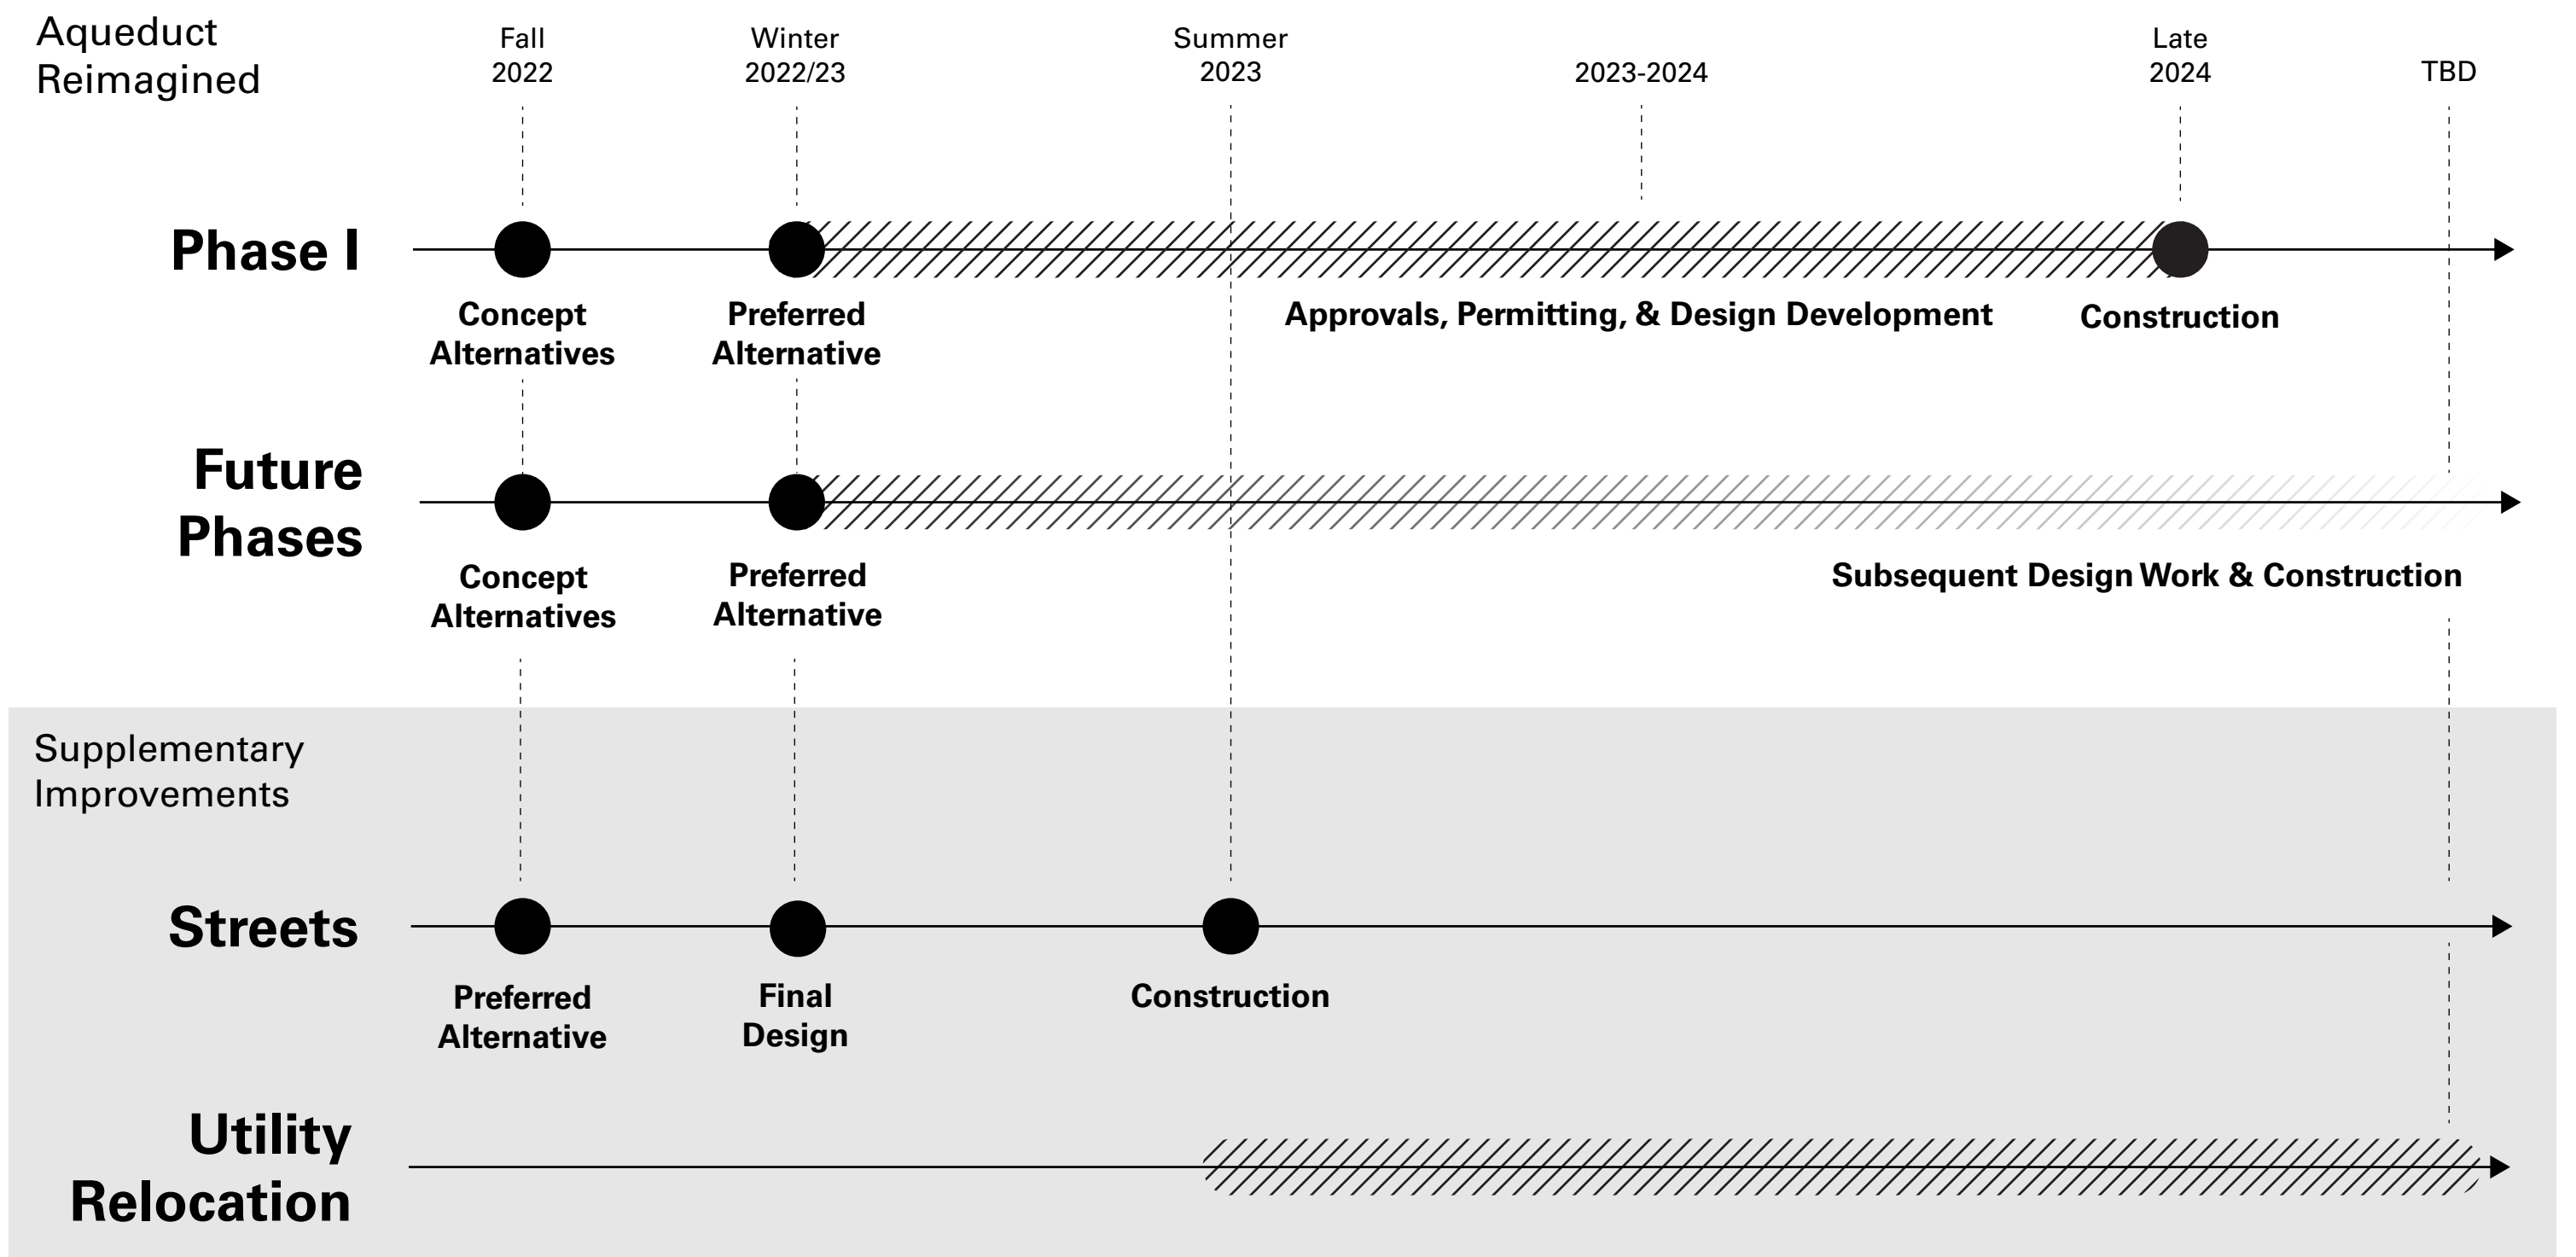 Aqueduct
Reimagined
Fall
2022
Winter
2022/23
Summer
2023
2023-2024
Late
2024
TBD
Phase I
Concept
Alternatives
Preferred
Alternative
Approvals, Permitting, & Design Development
Construction
Future
Phases
Concept
Alternatives
Preferred
Alternative
Subsequent Design Work & Construction
Supplementary
Improvements
Streets
Preferred
Alternative
Final
Design
Construction
Utility
Relocation